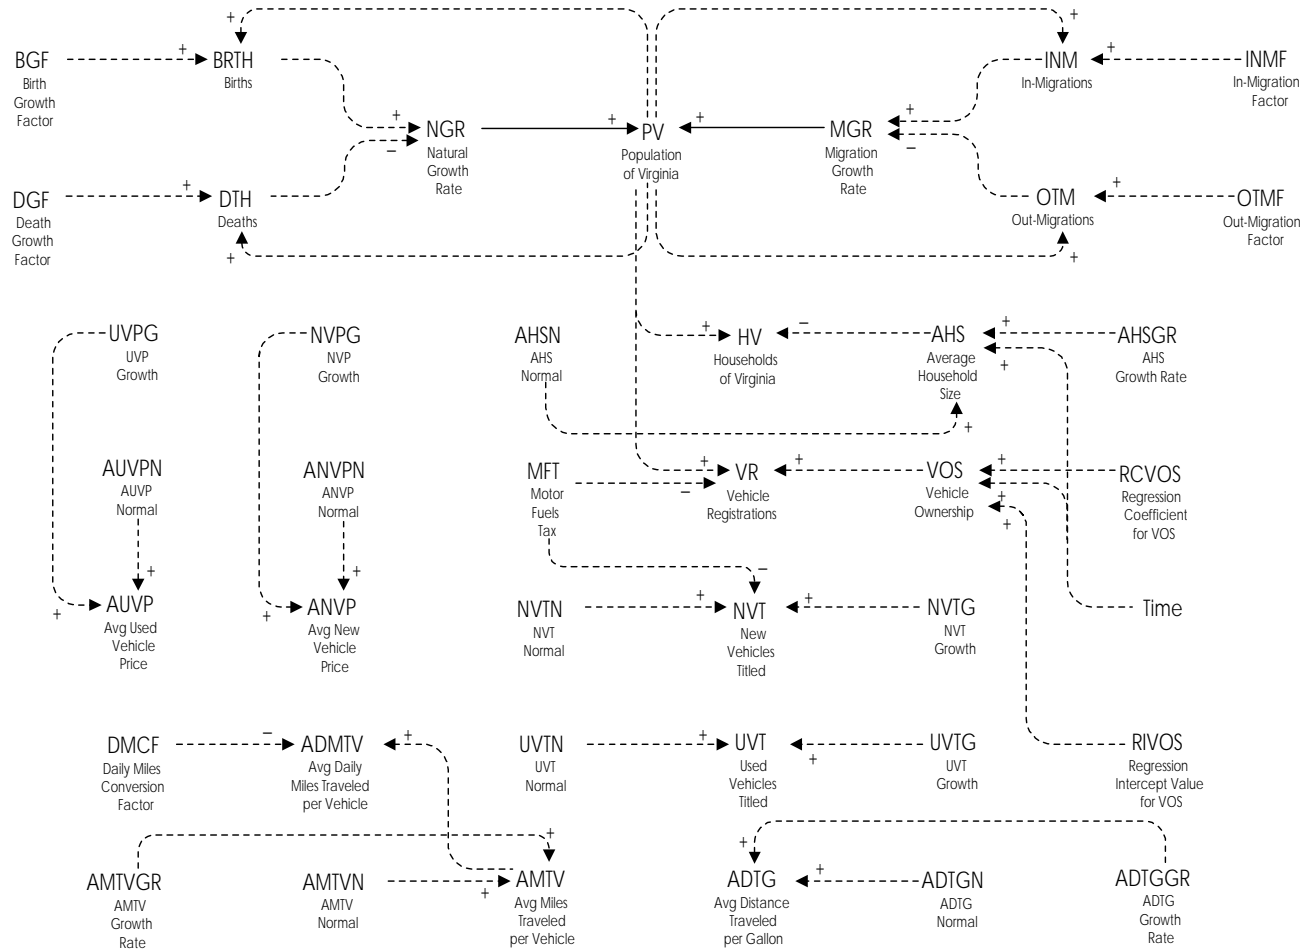 +
+
BGF
Birth
Growth
Factor
+
BRTH
Births
INM
In-Migrations
+
INMF
In-Migration
Factor
+
–
NGR
Natural
Growth
Rate
+
PV
Population
of Virginia
+
MGR
Migration
Growth
Rate
+
–
DGF
Death
Growth
Factor
+
DTH
Deaths
+
OTM
Out-Migrations
+
OTMF
Out-Migration
Factor
+
UVPG
UVP
Growth
NVPG
NVP
Growth
AHSN
AHS
Normal
+
HV
Households
of Virginia
–
AHS
Average
Household
Size
+
+
+
AHSGR
AHS
Growth Rate
AUVPN
AUVP
Normal
+
ANVPN
ANVP
Normal
+
MFT
Motor
Fuels
Tax
+
–
VR
Vehicle
Registrations
+
VOS
Vehicle
Ownership
+
+
+
RCVOS
Regression
Coefficient
for VOS
+
AUVP
Avg Used
Vehicle
Price
+
ANVP
Avg New
Vehicle
Price
NVTN
NVT
Normal
+
–
NVT
New
Vehicles
Titled
+
NVTG
NVT
Growth
Time
DMCF
Daily Miles
Conversion
Factor
–
ADMTV
Avg Daily
Miles Traveled
per Vehicle
+
UVTN
UVT
Normal
+
UVT
Used
Vehicles
Titled
+
UVTG
UVT
Growth
RIVOS
Regression
Intercept Value
for VOS
AMTVGR
AMTV
Growth
Rate
AMTVN
AMTV
Normal
+
+
AMTV
Avg Miles
Traveled
per Vehicle
+
ADTG
Avg Distance
Traveled
per Gallon
+
ADTGN
ADTG
Normal
ADTGGR
ADTG
Growth
Rate